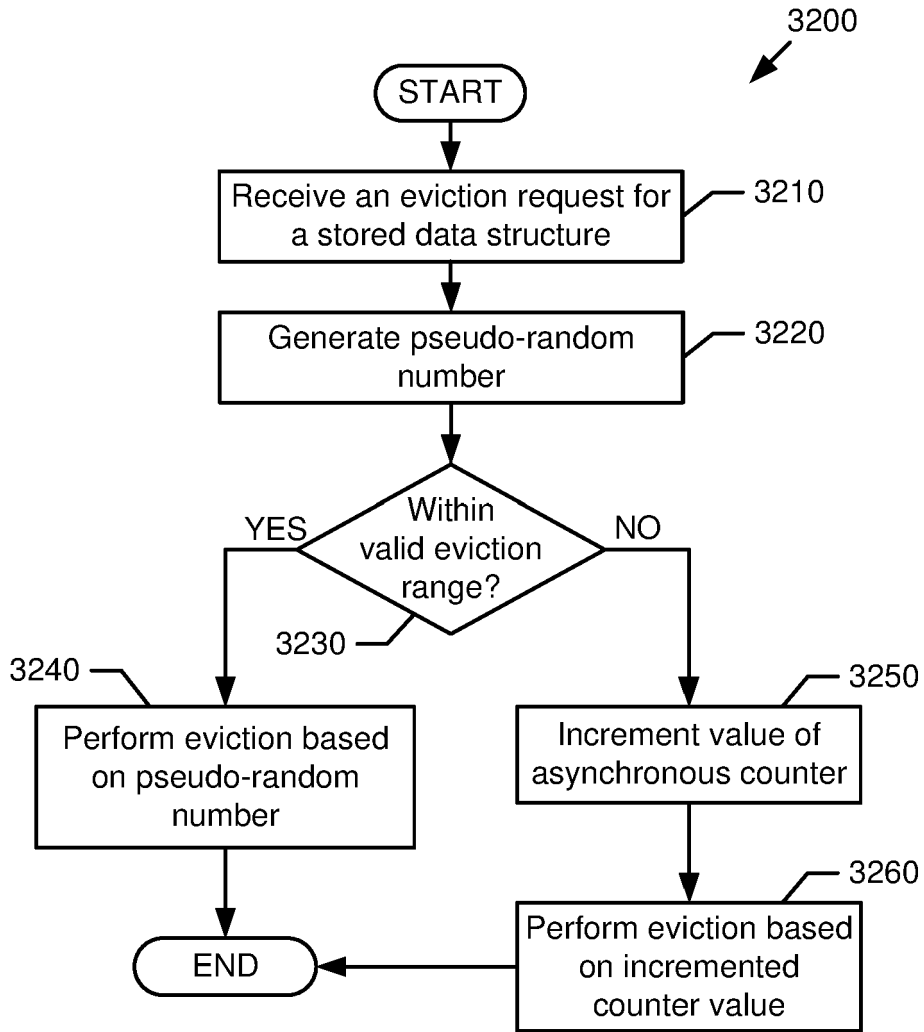 3200
START
Receive an eviction request for
a stored data structure
3210
Generate pseudo-random
number
3220
Within
valid eviction
range?
YES
NO
3230
3240
Perform eviction based
on pseudo-random
number
3250
Increment value of
asynchronous counter
3260
Perform eviction based
on incremented
counter value
END